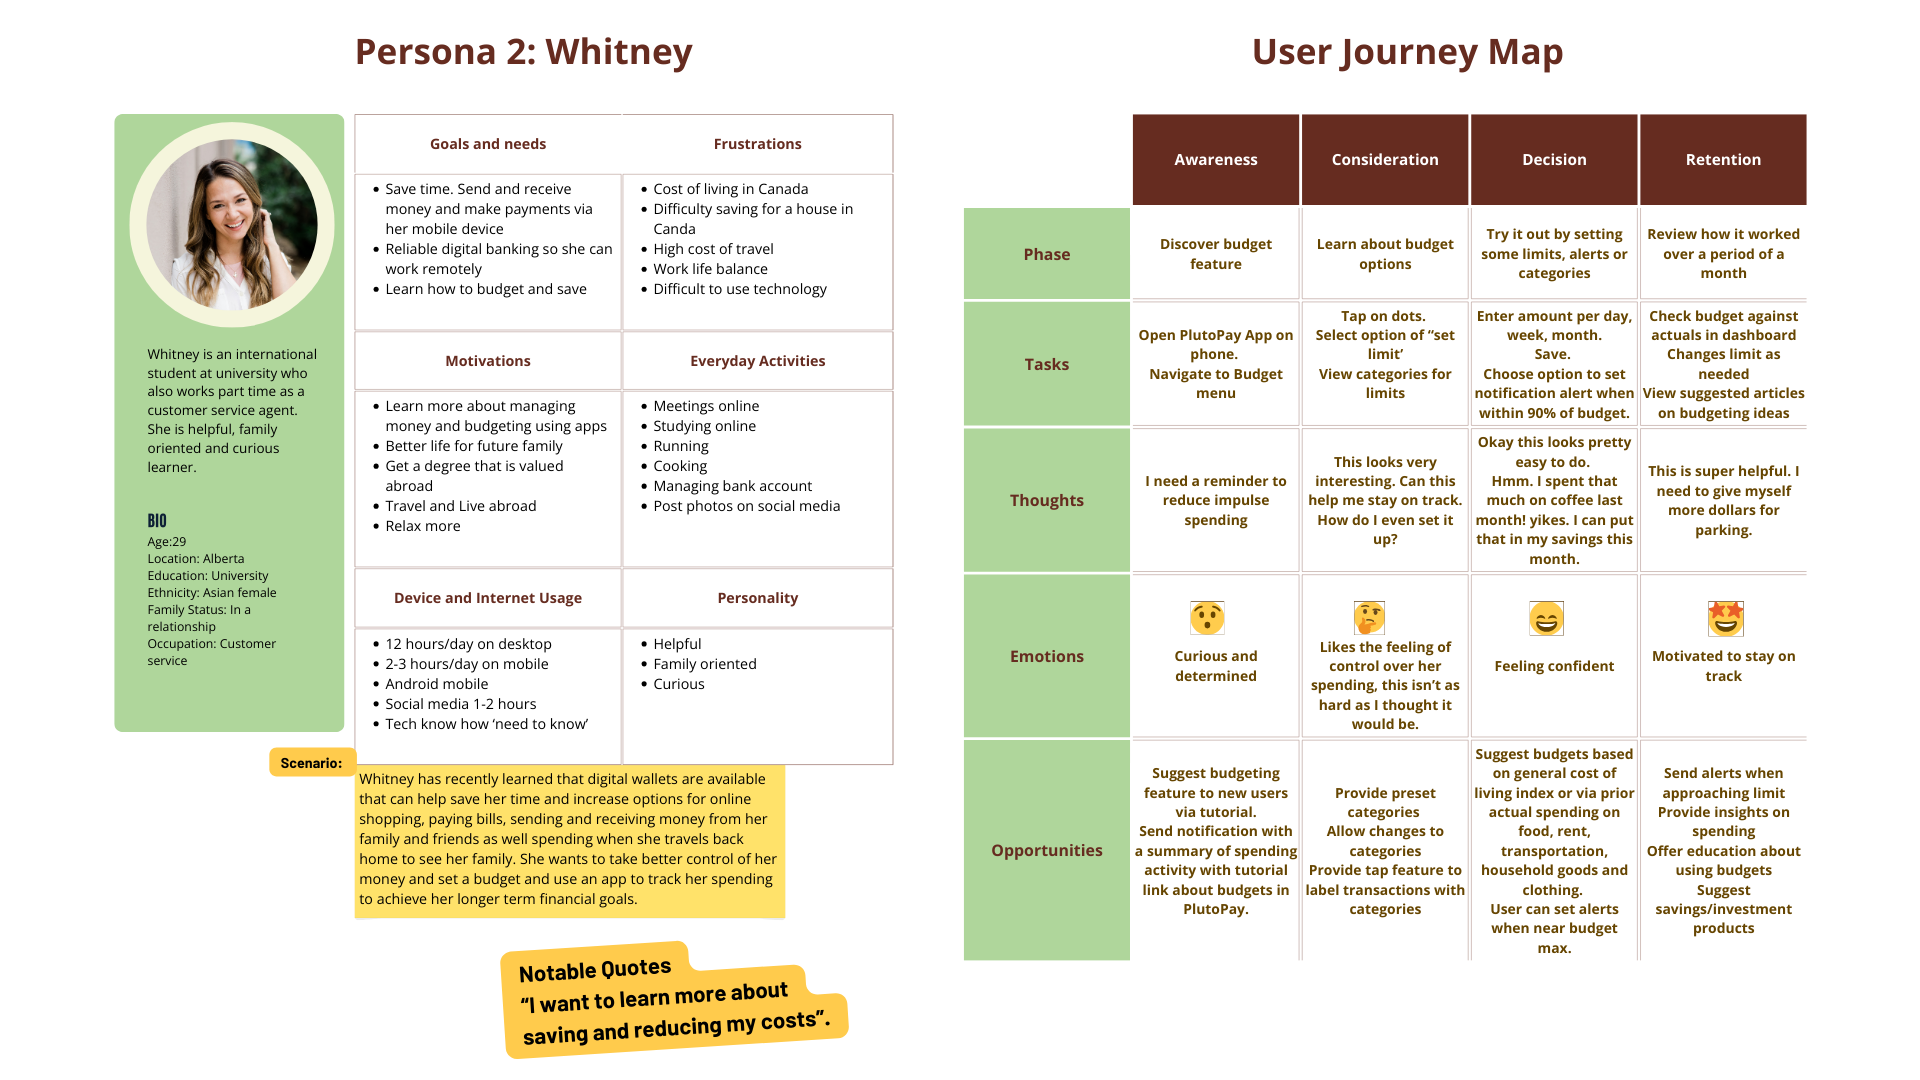 Persona 2: Whitney
Whitney is an international
student at university who
also works part time as a
customer service agent.
She is helpful, family
oriented and curious
learner.
BIO
Age:29
Location: Alberta
Education: University
Ethnicity: Asian female
Family Status: In a
relationship
Occupation: Customer
service
Goals and needs
Save time. Send and receive
money and make payments via
her mobile device
Reliable digital banking so she can
work remotely
Learn how to budget and save
Frustrations
Cost of living in Canada
Difficulty saving for a house in
Canda
High cost of travel
Work life balance
Difficult to use technology
Motivations
Learn more about managing
money and budgeting using apps
Better life for future family
Get a degree that is valued
abroad
Travel and Live abroad
Relax more
Everyday Activities
Meetings online
Studying online
Running
Cooking
Managing bank account
Post photos on social media
Device and Internet Usage
12 hours/day on desktop
2-3 hours/day on mobile
Android mobile
Social media 1-2 hours
Tech know how ‘need to know’
Personality
Helpful
Family oriented
Curious
Scenario:
Whitney has recently learned that digital wallets are available
that can help save her time and increase options for online
shopping, paying bills, sending and receiving money from her
family and friends as well spending when she travels back
home to see her family. She wants to take better control of her
money and set a budget and use an app to track her spending
to achieve her longer term financial goals.
Notable Quotes
“I want to learn more about
saving and reducing my costs”.
User Journey Map
Awareness
Consideration
Decision
Retention
Phase
Discover budget
feature
Learn about budget
options
Try it out by setting
some limits, alerts or
categories
Review how it worked
over a period of a
month
Tasks
Open PlutoPay App on
phone.
Navigate to Budget
menu
Tap on dots.
Select option of “set
limit’
View categories for
limits
Enter amount per day,
week, month.
Save.
Choose option to set
notification alert when
within 90% of budget.
Check budget against
actuals in dashboard
Changes limit as
needed
View suggested articles
on budgeting ideas
Thoughts
I need a reminder to
reduce impulse
spending
This looks very
interesting. Can this
help me stay on track.
How do I even set it
up?
Okay this looks pretty
easy to do.
Hmm. I spent that
much on coffee last
month! yikes. I can put
that in my savings this
month.
This is super helpful. I
need to give myself
more dollars for
parking.
Emotions
Curious and
determined
Likes the feeling of
control over her
spending, this isn’t as
hard as I thought it
would be.
Feeling confident
Motivated to stay on
track
Opportunities
Suggest budgeting
feature to new users
via tutorial.
Send notification with
a summary of spending
activity with tutorial
link about budgets in
PlutoPay.
Provide preset
categories
Allow changes to
categories
Provide tap feature to
label transactions with
categories
Suggest budgets based
on general cost of
living index or via prior
actual spending on
food, rent,
transportation,
household goods and
clothing.
User can set alerts
when near budget
max.
Send alerts when
approaching limit
Provide insights on
spending
Offer education about
using budgets
Suggest
savings/investment
products